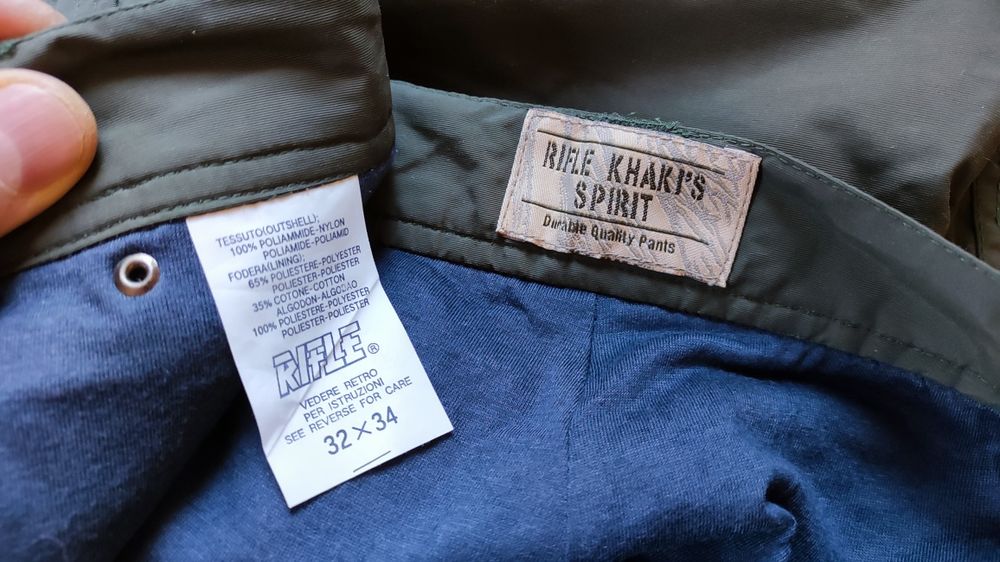 TESSUTO(OUTSHELL):
100% POLIAMMIDE-NYLON
POLIAMIDE-POLIAMID
FODERA(LINING):
65% POLIESTERE-POLYESTER
POLIESTER-POLIESTER
35% COTONE-COTTON
ALGODON-ALGODAO
100% POLIESTERE-POLYESTER
POLIESTER-POLIESTER
RIFLE®
VEDERE RETRO
PER ISTRUZIONI
SEE REVERSE FOR CARE
32×34
RIFLE KHAKI'S
SPIRIT
Durable Quality Pants